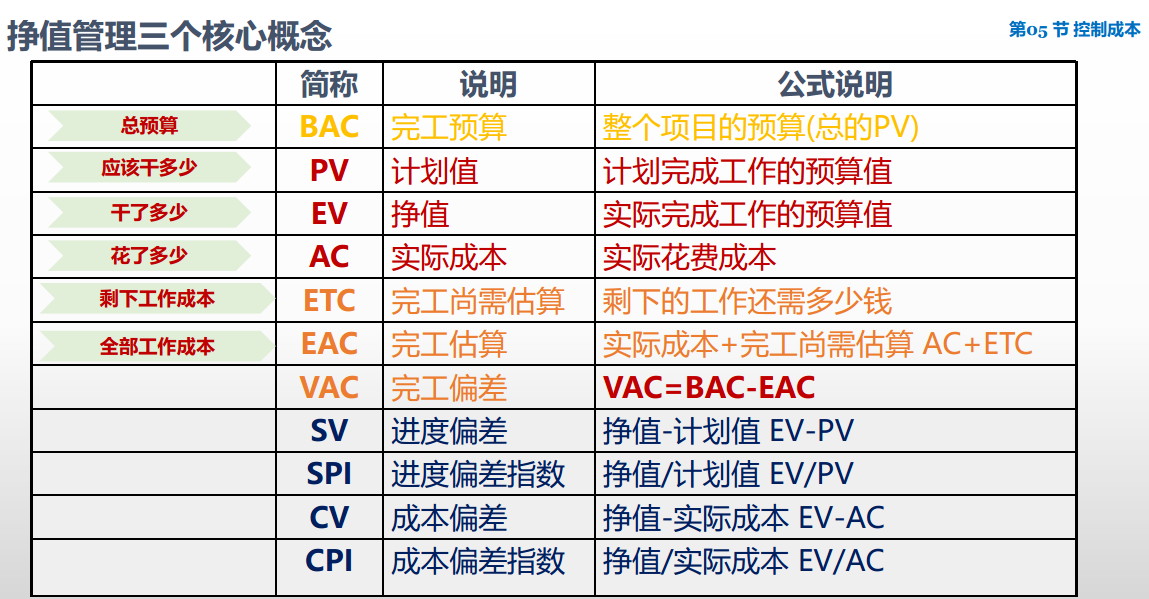 挣值管理三个核心概念
第05 节 控制成本
简称 说明 公式说明
总预算 BAC 完工预算 整个项目的预算(总的PV)
应该干多少 PV 计划值 计划完成工作的预算值
干了多少 EV 挣值 实际完成工作的预算值
花了多少 AC 实际成本 实际花费成本
剩下工作成本 ETC 完工尚需估算 剩下的工作还需多少钱
全部工作成本 EAC 完工估算 实际成本+完工尚需估算 AC+ETC
VAC 完工偏差 VAC=BAC-EAC
SV 进度偏差 挣值-计划值 EV-PV
SPI 进度偏差指数 挣值/计划值 EV/PV
CV 成本偏差 挣值-实际成本 EV-AC
CPI 成本偏差指数 挣值/实际成本 EV/AC